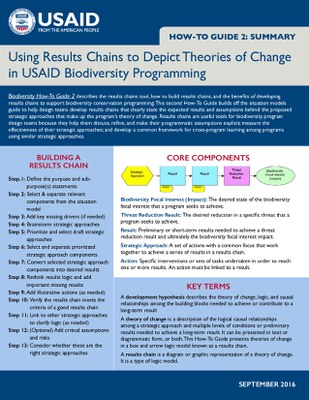 USAID
FROM THE AMERICAN PEOPLE
HOW-TO GUIDE 2: SUMMARY
Using Results Chains to Depict Theories of Change
in USAID Biodiversity Programming
Biodiversity How-To Guide 2 describes the results chains tool, how to build results chains, and the benefits of developing
results chains to support biodiversity conservation programming. This second How-To Guide builds off the situation models
guide to help design teams develop results chains that clearly state the expected results and assumptions behind the proposed
strategic approaches that make up the program's theory of change. Results chains are useful tools for biodiversity program
design teams because they help them discuss, refine, and make their programmatic assumptions explicit; measure the
effectiveness of their strategic approaches; and develop a common framework for cross-program learning among programs
using similar strategic approaches.
BUILDING A
RESULTS CHAIN
Step 1: Define the purpose and sub-
purpose(s) statements
Step 2: Select & separate relevant
components from the situation
model
Step 3: Add key missing drivers (if needed)
Step 4: Brainstorm strategic approaches
Step 5: Prioritize and select draft strategic
approaches
Step 6: Select and separate prioritized
strategic approach components
Step 7: Convert selected strategic approach
components into desired results
Step 8: Rethink results logic and add
important missing results
Step 9: Add illustrative actions (as needed)
Step 10: Verify the results chain meets the
criteria of a good results chain
Step 11: Link to other strategic approaches
to clarify logic (as needed)
Step 12: (Optional) Add critical assumptions
and risks
Step 13: Consider whether these are the
right strategic approaches
CORE COMPONENTS
Strategic
Approach
Result
Result
Threat
Reduction
Result
Biodiversity
Focal Interest
(Impact)
Biodiversity Focal Interest (Impact): The desired state of the biodiversity
focal interest that a program seeks to achieve.
Threat Reduction Result: The desired reduction in a specific threat that a
program seeks to achieve.
Result: Preliminary or short-term results needed to achieve a threat
reduction result and ultimately the biodiversity focal interest impact.
Strategic Approach: A set of actions with a common focus that work
together to achieve a series of results in a results chain.
Action: Specific interventions or sets of tasks undertaken in order to reach
one or more results. An action must be linked to a result.
KEY TERMS
A development hypothesis describes the theory of change, logic, and causal
relationships among the building blocks needed to achieve or contribute to a
long-term result
A theory of change is a description of the logical causal relationships
among a strategic approach and multiple levels of conditions or preliminary
results needed to achieve a long-term result. It can be presented in text or
diagrammatic form, or both. This How-To Guide presents theories of change
in a box and arrow logic model known as a results chain.
A results chain is a diagram or graphic representation of a theory of change.
It is a type of logic model.
SEPTEMBER 2016